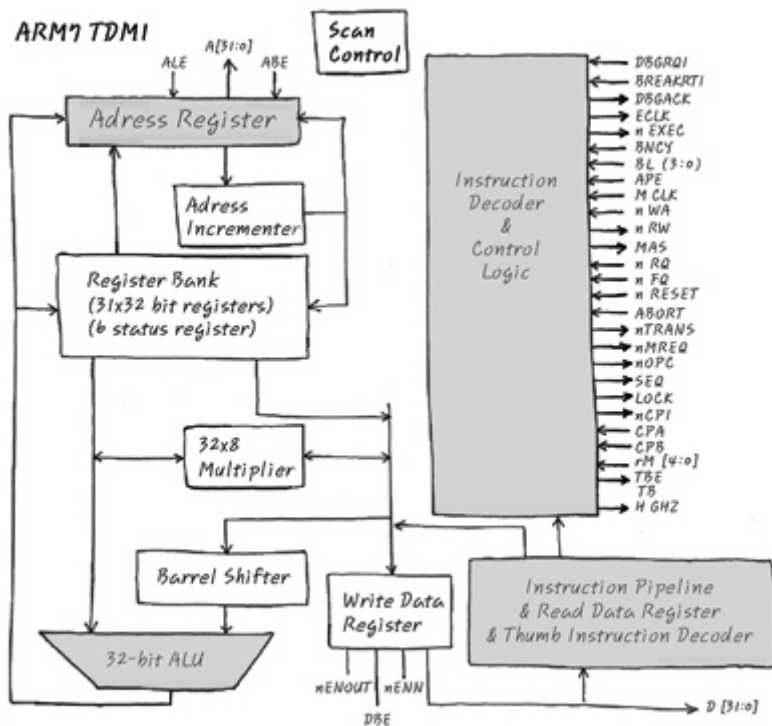 ARM7 TDMI
A[31:0]
ALE
ABE
Scan
Control
Adress Register
Adress
Incrementer
Register Bank
(31x32 bit registers)
(6 status register)
32x8
Multiplier
Barrel Shifter
32-bit ALU
Write Data
Register
nENOUT
nENN
DBE
D [31:0]
Instruction
Decoder
&
Control
Logic
DBGRQI
BREAKRTI
DBGACK
ECLK
n EXEC
BNCY
BL (3:0)
APE
M CLK
n WA
n RW
MAS
n RQ
n FQ
n RESET
ABORT
nTRANS
nMREQ
nOPC
SEQ
LOCK
nCPI
CPA
CPB
rM [4:0]
TBE
TB
H GHZ
Instruction Pipeline
& Read Data Register
& Thumb Instruction Decoder